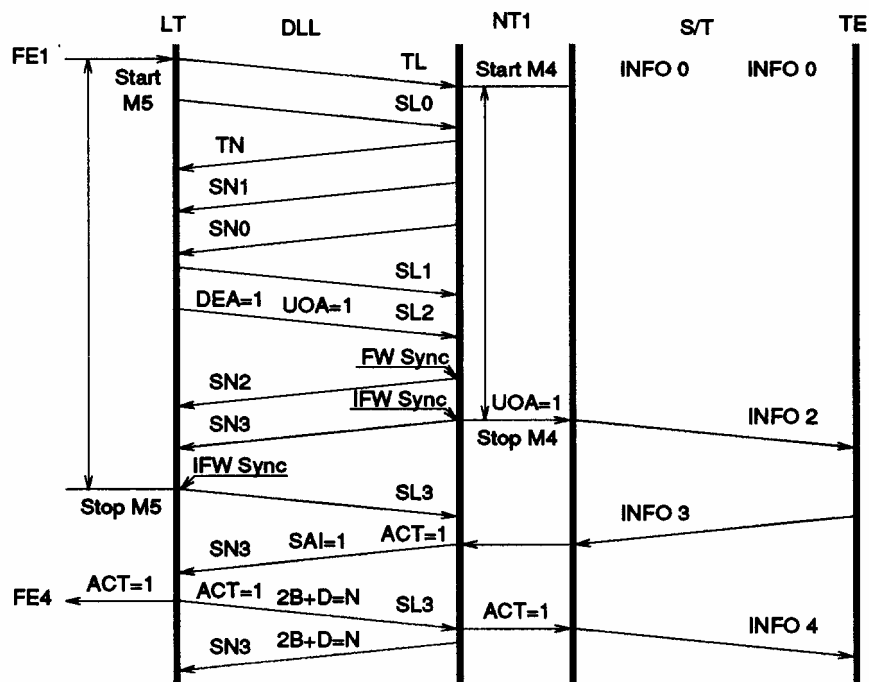 LT DLL NT1 S/T TE
FE1 TL Start M4 INFO 0 INFO 0
Start
M5 SL0
TN
SN1
SN0
SL1
DEA=1 UOA=1 SL2
FW Sync
SN2
IFW Sync UOA=1
SN3 Stop M4 INFO 2
IFW Sync
Stop M5 SL3 INFO 3
SN3 SAI=1 ACT=1
ACT=1
FE4 ACT=1 2B+D=N SL3 ACT=1 INFO 4
SN3 2B+D=N